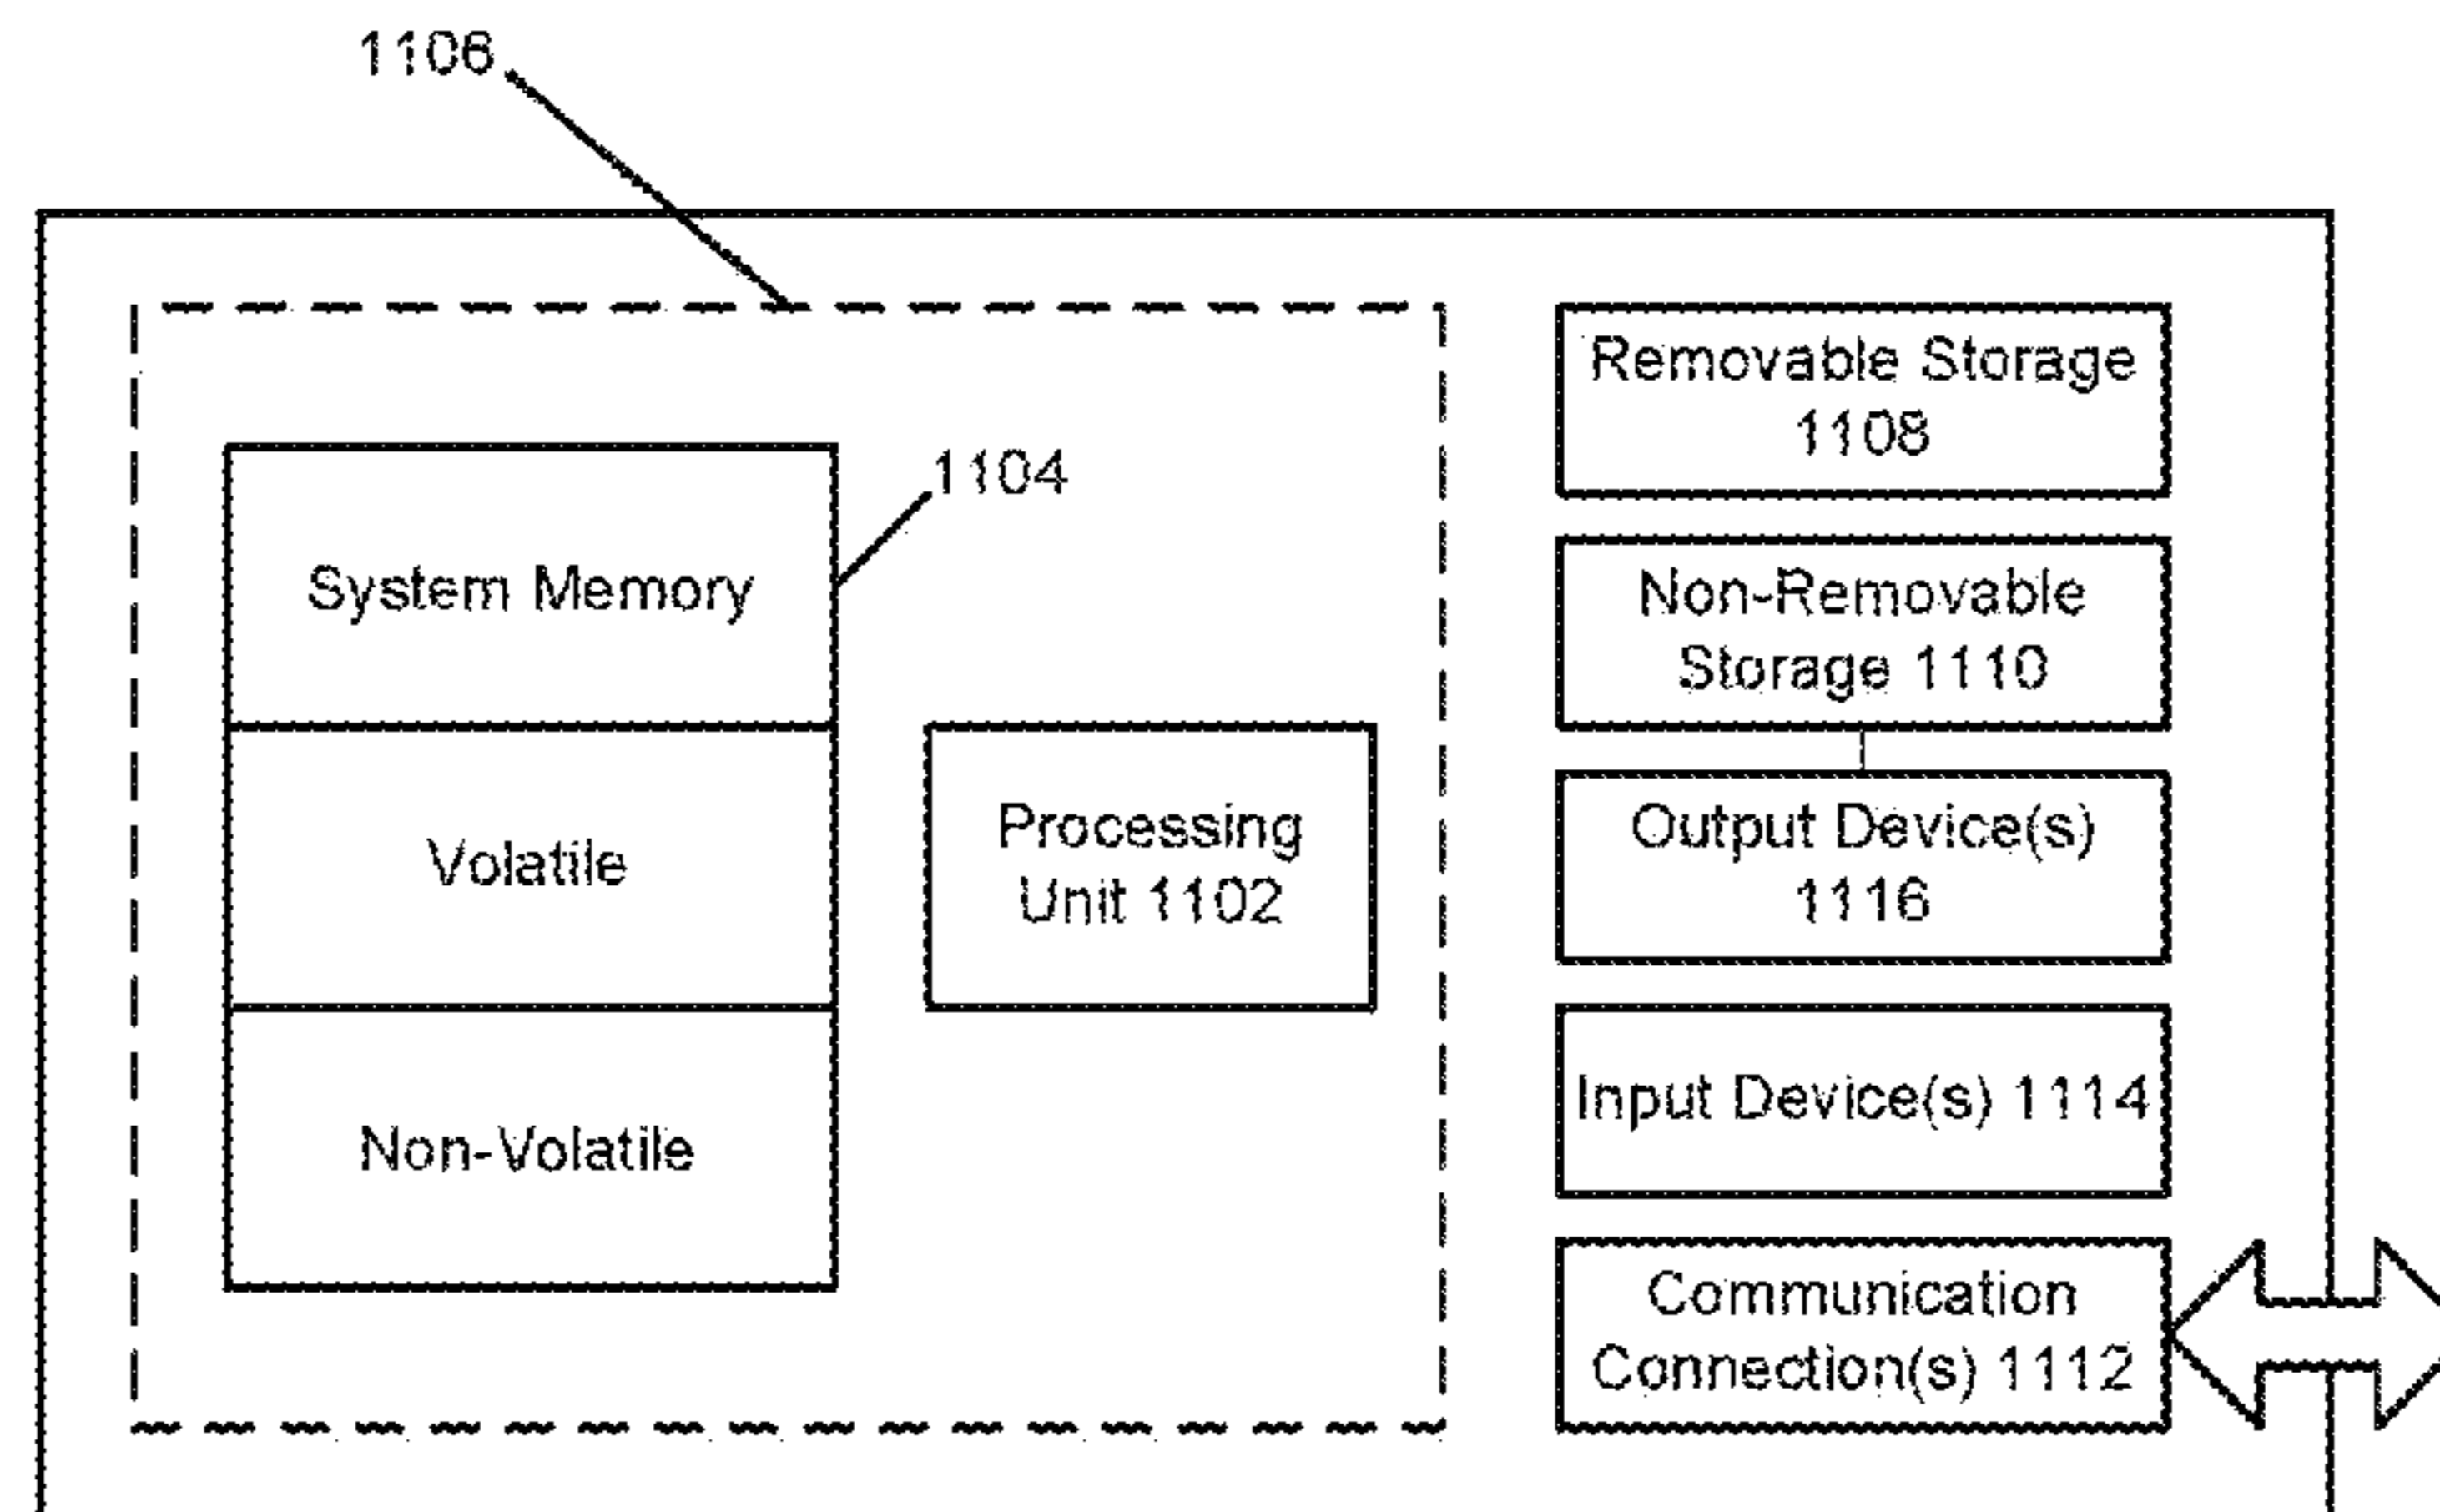 1106
1104
System Memory
Volatile
Non-Volatile
Processing
Unit 1102
Removable Storage
1108
Non-Removable
Storage 1110
Output Device(s)
1116
Input Device(s) 1114
Communication
Connection(s) 1112